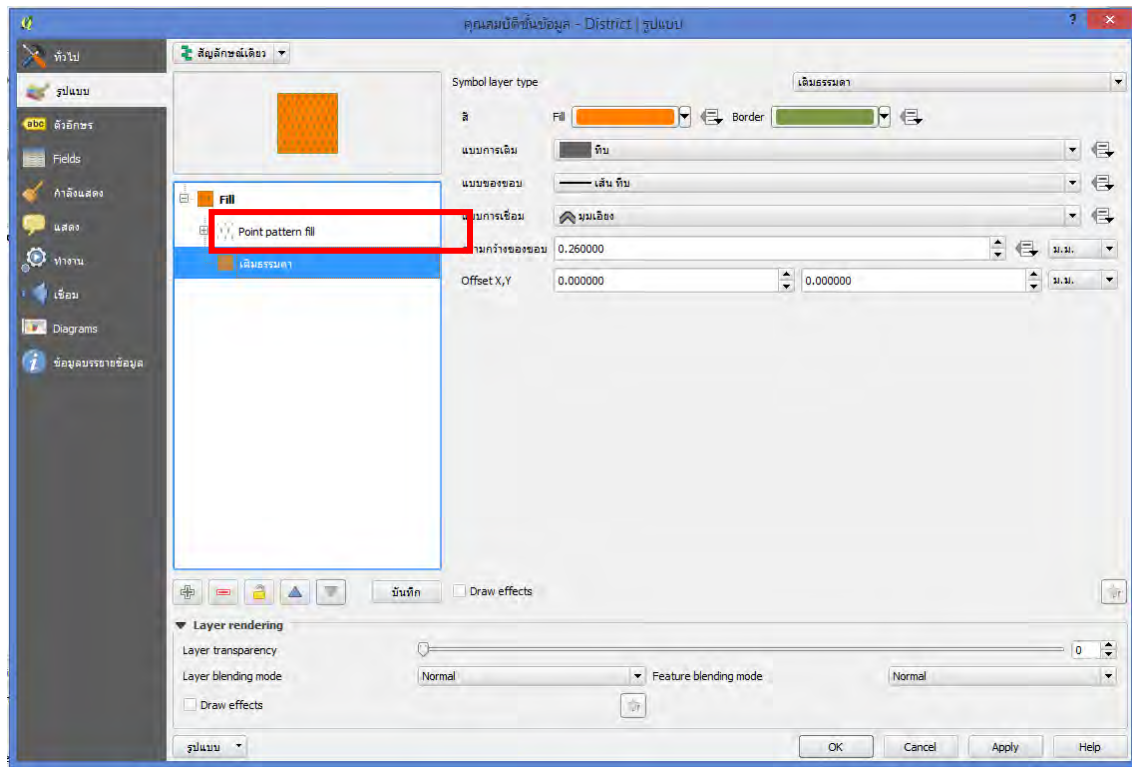 คุณสมบัติชั้นข้อมูล - District | รูปแบบ
?
ทั่วไป
รูปแบบ
abc ตัวอักษร
Fields
กำลังแสดง
แสดง
ทำงาน
เชื่อม
Diagrams
ข้อมูลบรรยายข้อมูล
สัญลักษณ์เดียว
Fill
Point pattern fill
เติมธรรมดา
บันทึก
Symbol layer type เติมธรรมดา
สี Fill Border
แบบการเติม ทึบ
แบบของขอบ เส้น ทึบ
แบบการเชื่อม มุมเอียง
วามกว้างของขอบ 0.260000 ม.ม.
Offset X,Y 0.000000 0.000000 ม.ม.
Draw effects
Layer rendering
Layer transparency 0
Layer blending mode Normal Feature blending mode Normal
Draw effects
รูปแบบ OK Cancel Apply Help